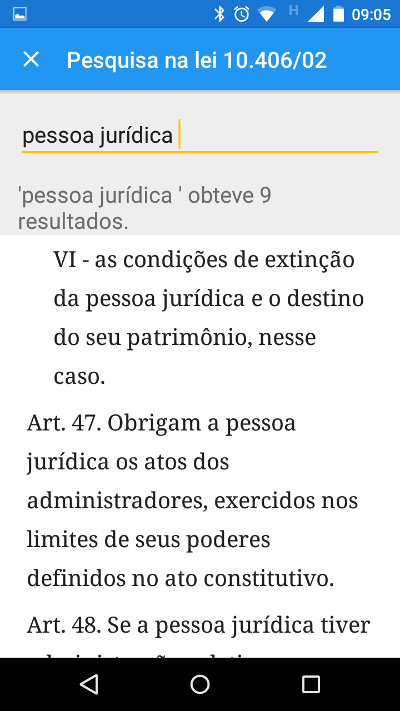 H
09:05
Pesquisa na lei 10.406/02
pessoa jurídica
'pessoa jurídica ' obteve 9
resultados.
VI - as condições de extinção
da pessoa jurídica e o destino
do seu patrimônio, nesse
caso.
Art. 47. Obrigam a pessoa
jurídica os atos dos
administradores, exercidos nos
limites de seus poderes
definidos no ato constitutivo.
Art. 48. Se a pessoa jurídica tiver